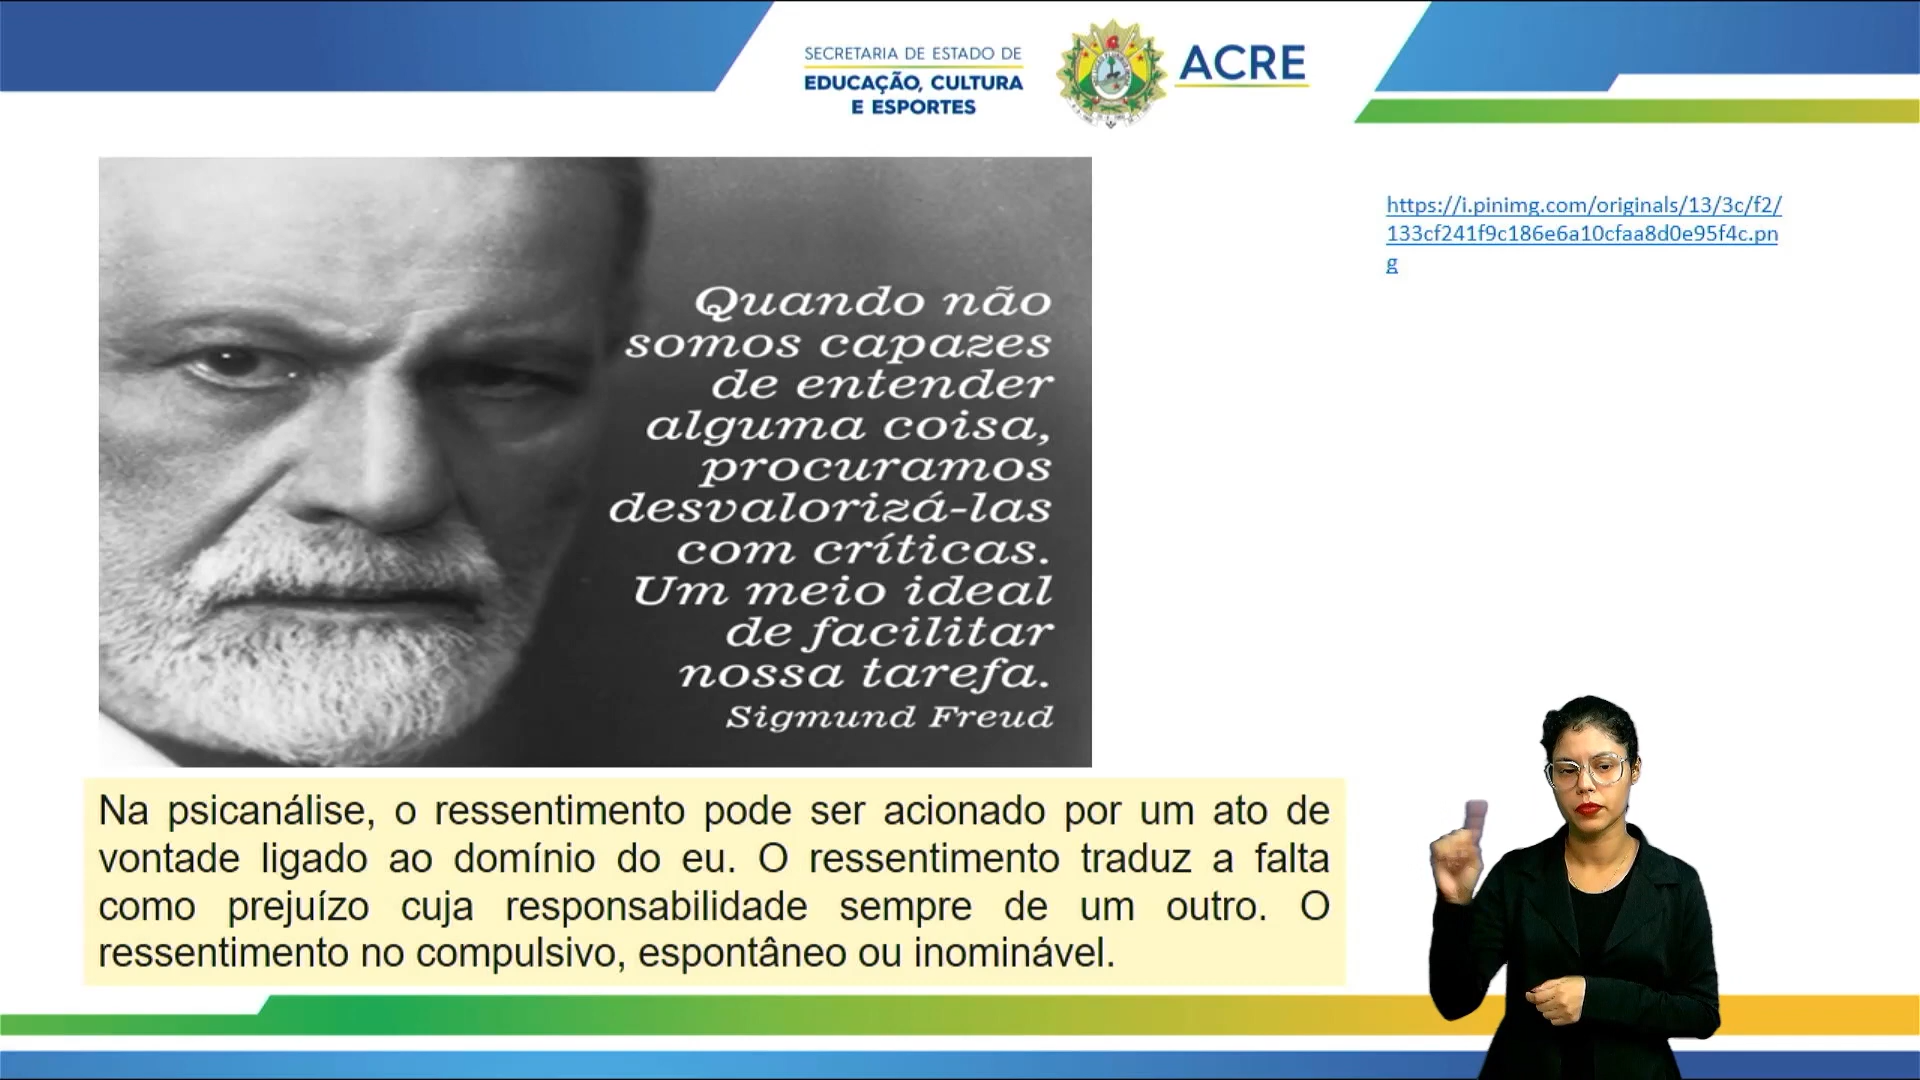 SECRETARIA DE ESTADO DE
EDUCAÇÃO, CULTURA
E ESPORTES
ACRE
https://i.pinimg.com/originals/13/3c/f2/
133cf241f9c186e6a10cfaa8d0e95f4c.pn
g
Quando não
somos capazes
de entender
alguma coisa,
procuramos
desvalorizá-las
com críticas.
Um meio ideal
de facilitar
nossa tarefa.
Sigmund Freud
Na psicanálise, o ressentimento pode ser acionado por um ato de
vontade ligado ao domínio do eu. O ressentimento traduz a falta
como prejuízo cuja responsabilidade sempre de um outro. O
ressentimento no compulsivo, espontâneo ou inominável.